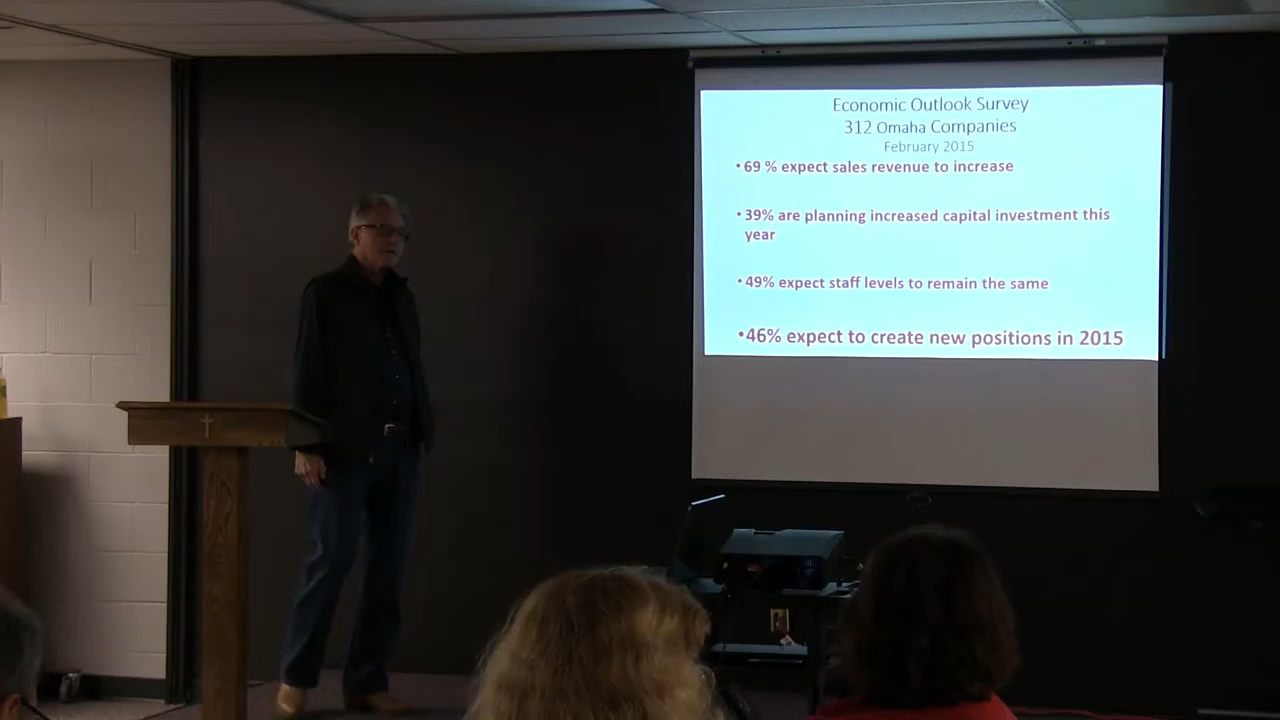 Economic Outlook Survey
312 Omaha Companies
February 2015
•69 % expect sales revenue to increase
•39% are planning increased capital investment this
year
•49% expect staff levels to remain the same
•46% expect to create new positions in 2015